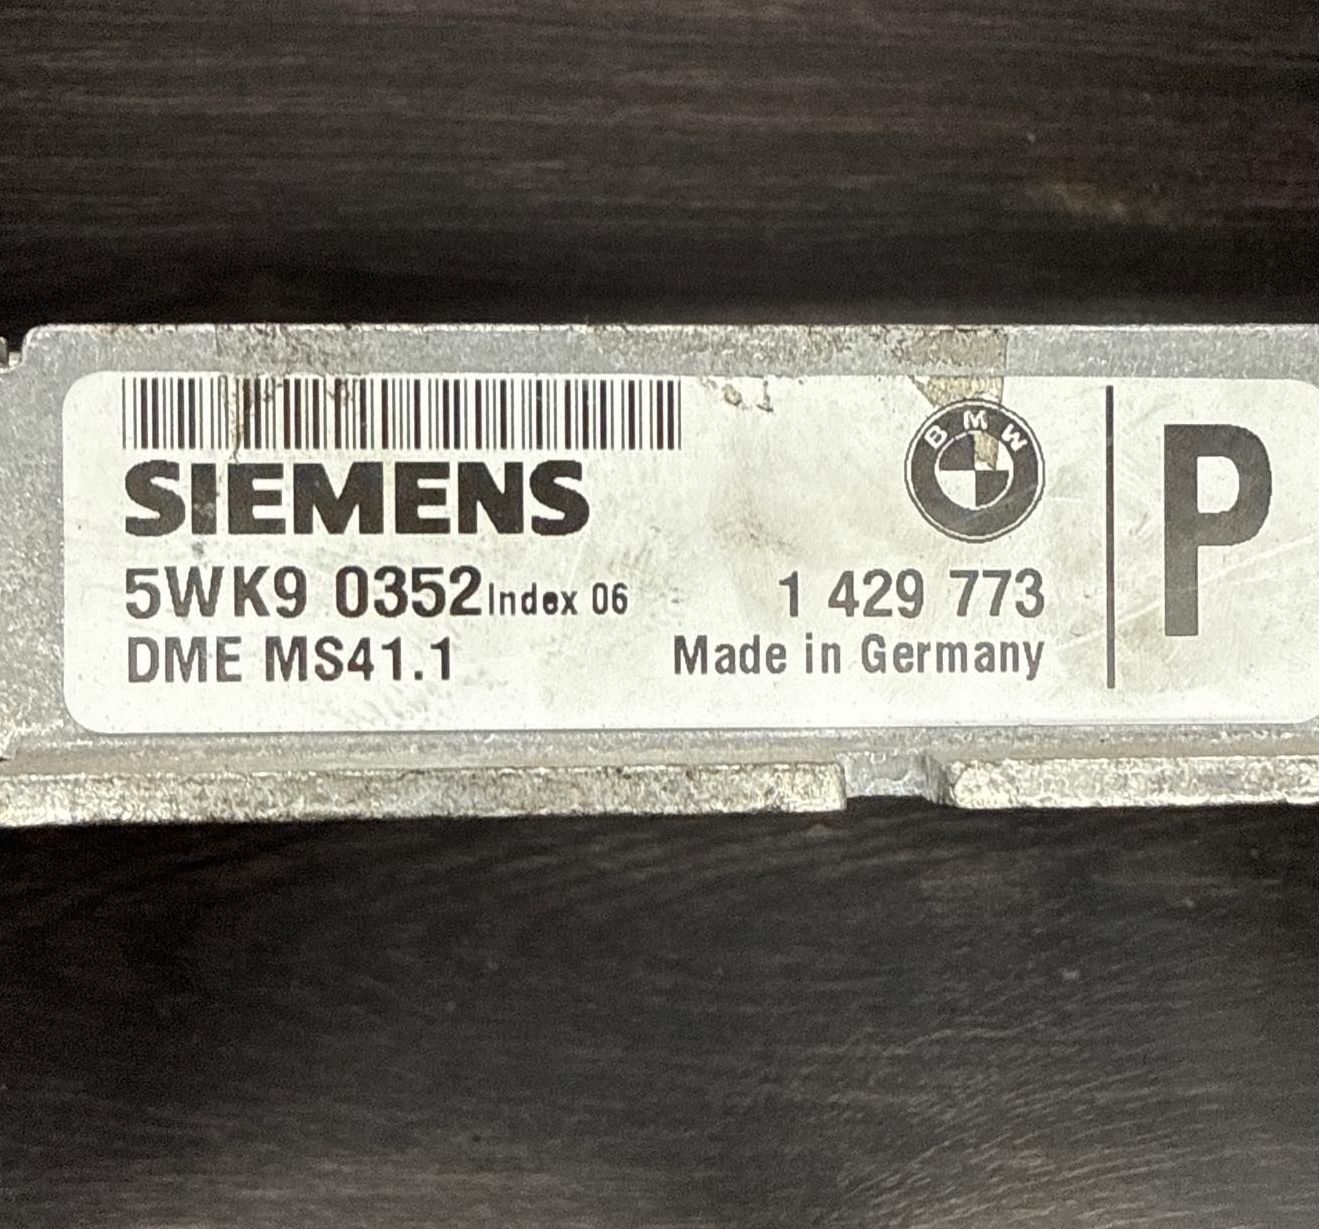 SIEMENS
BMW
P
5WK9 0352 Index 06
1 429 773
DME MS41.1
Made in Germany